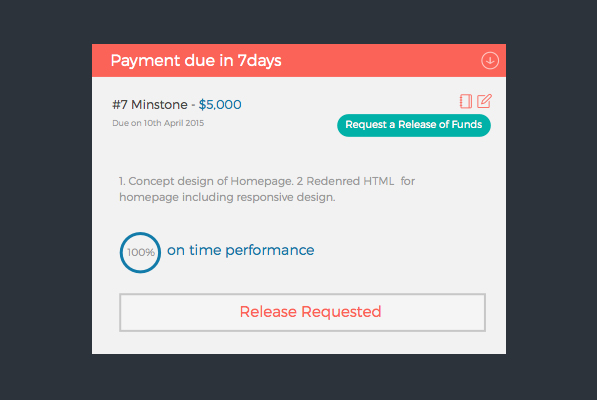 Payment due in 7days
#7 Minstone - $5,000
Due on 10th April 2015
Request a Release of Funds
1. Concept design of Homepage. 2 Redenred HTML for
homepage including responsive design.
100%
on time performance
Release Requested